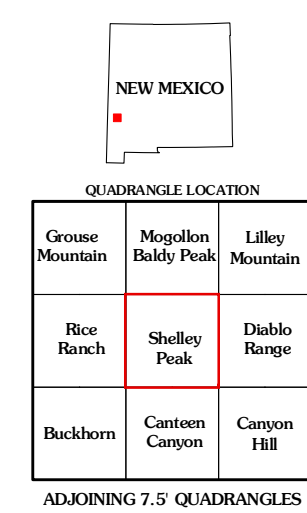 NEW MEXICO
QUADRANGLE LOCATION
Grouse
Mountain
Mogollon
Baldy Peak
Lilley
Mountain
Rice
Ranch
Shelley
Peak
Diablo
Range
Buckhorn
Canteen
Canyon
Canyon
Hill
ADJOINING 7.5' QUADRANGLES